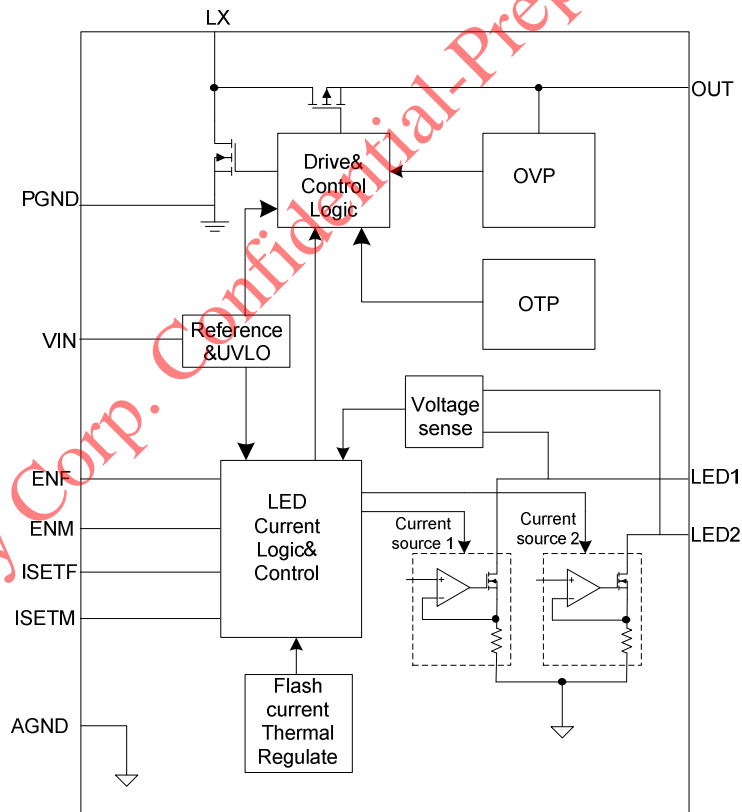 LX
OUT
Drive&
Control
Logic
OVP
PGND
OTP
VIN
Reference
&UVLO
Voltage
sense
ENF
LED
Current
Logic&
Control
LED1
ENM
Current
source 1
Current
source 2
LED2
ISETF
ISETM
+
-
+
-
Flash
current
Thermal
Regulate
AGND
y Corp. Confidential-Prep